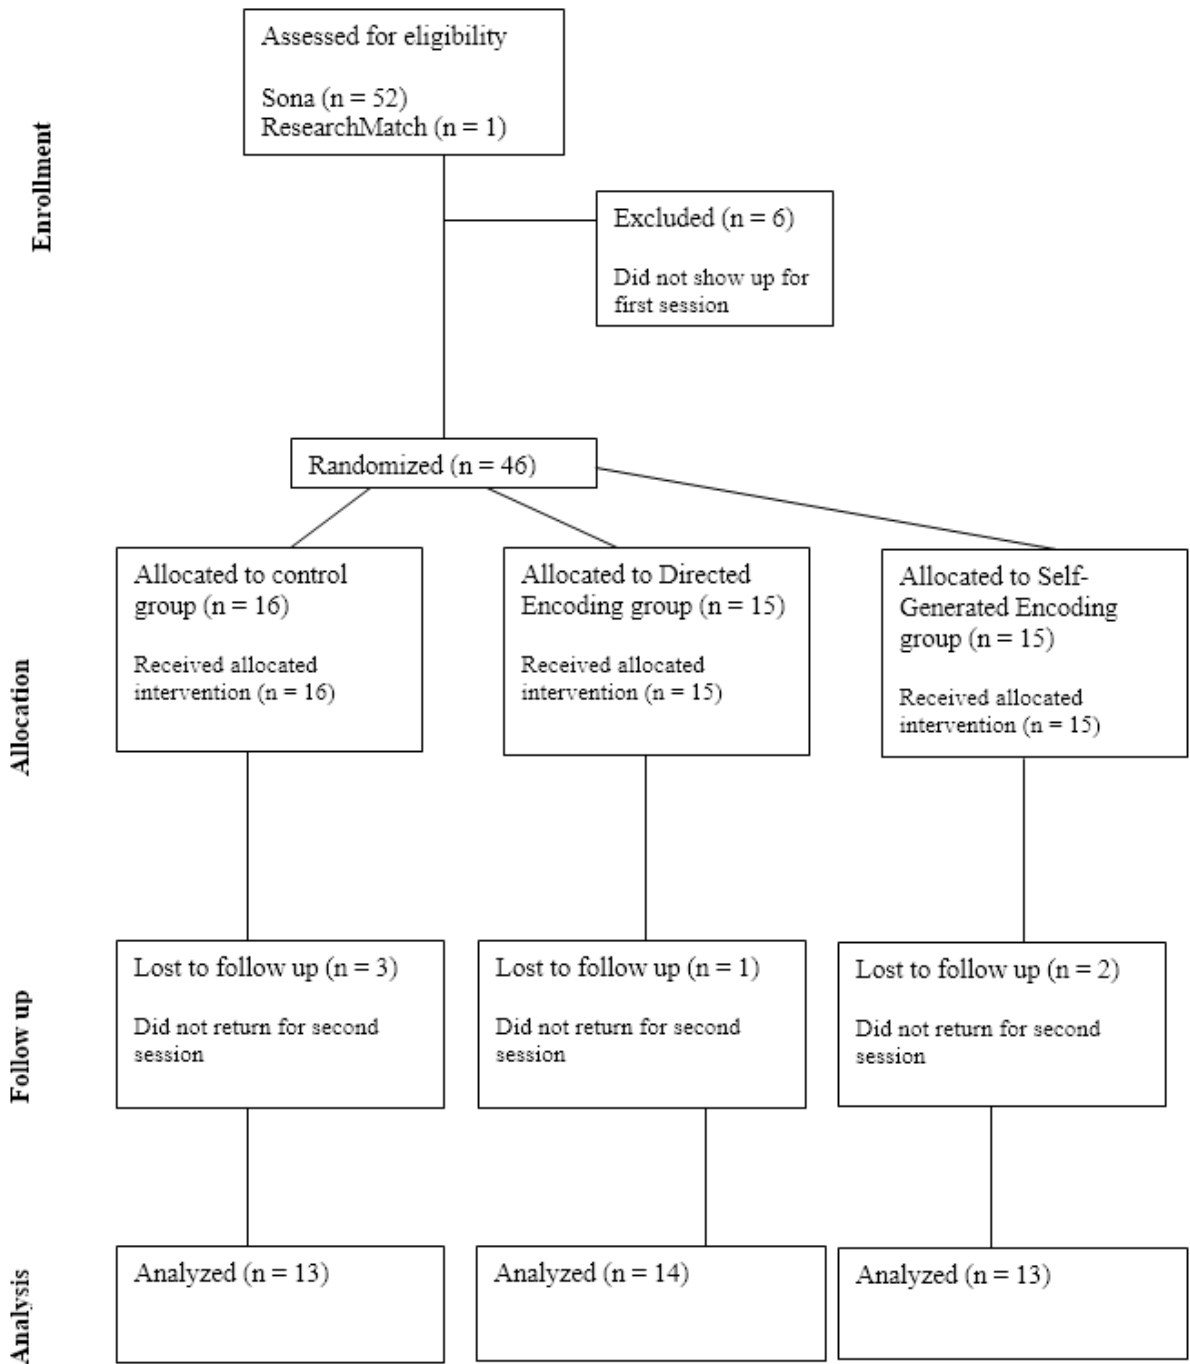 Enrollment
Assessed for eligibility
Sona (n = 52)
ResearchMatch (n = 1)
Excluded (n = 6)
Did not show up for
first session
Randomized (n = 46)
Allocation
Allocated to control
group (n = 16)
Received allocated
intervention (n = 16)
Allocated to Directed
Encoding group (n = 15)
Received allocated
intervention (n = 15)
Allocated to Self-
Generated Encoding
group (n = 15)
Received allocated
intervention (n = 15)
Follow up
Lost to follow up (n = 3)
Did not return for second
session
Lost to follow up (n = 1)
Did not return for second
session
Lost to follow up (n = 2)
Did not return for second
session
Analysis
Analyzed (n = 13)
Analyzed (n = 14)
Analyzed (n = 13)